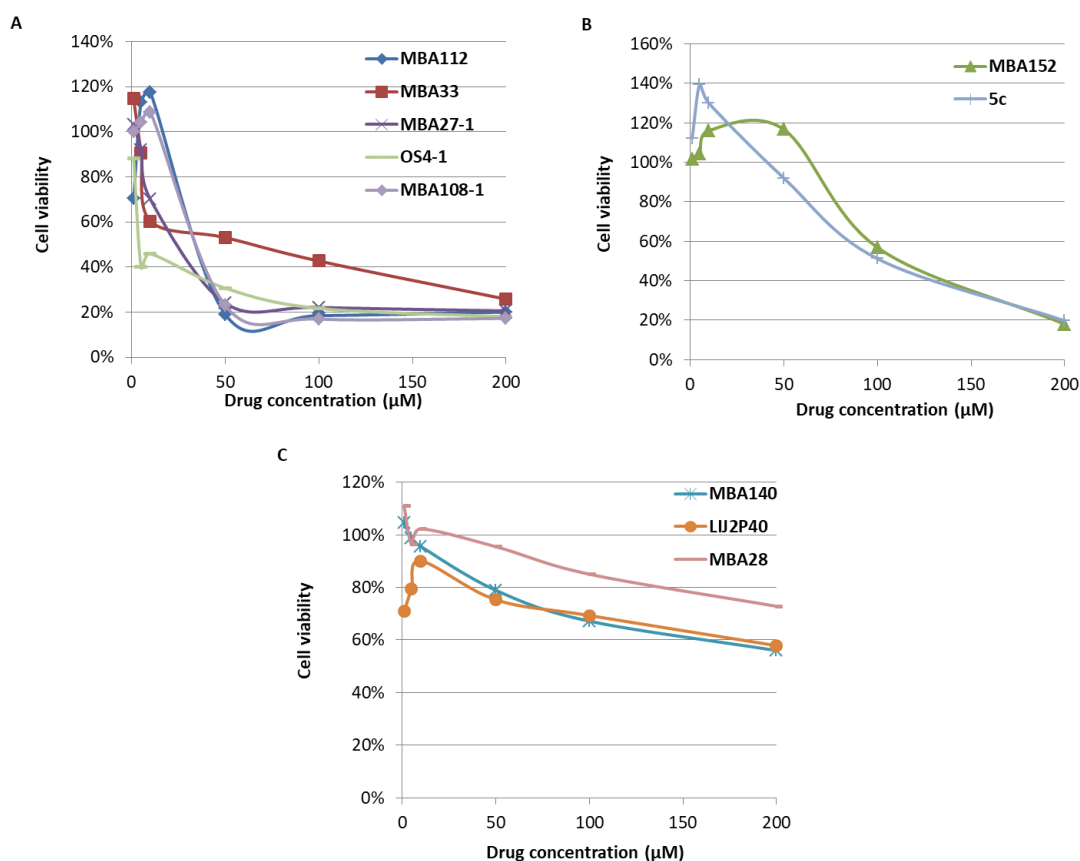 A
140%
120%
100%
80%
60%
40%
20%
0%
Cell viability
MBA112
MBA33
MBA27-1
OS4-1
MBA108-1
0 50 100 150 200
Drug concentration (µM)
B
160%
140%
120%
100%
80%
60%
40%
20%
0%
Cell viability
MBA152
5c
0 50 100 150 200
Drug concentration (µM)
C
120%
100%
80%
60%
40%
20%
0%
Cell viability
MBA140
LIJ2P40
MBA28
0 50 100 150 200
Drug concentration (µM)